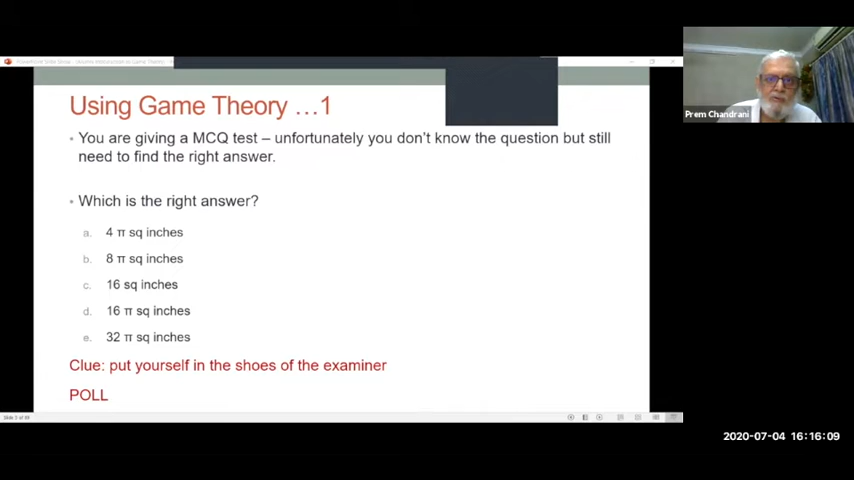 Using Game Theory …1
• You are giving a MCQ test – unfortunately you don't know the question but still
need to find the right answer.
• Which is the right answer?
a. 4 π sq inches
b. 8 π sq inches
c. 16 sq inches
d. 16 π sq inches
e. 32 π sq inches
Clue: put yourself in the shoes of the examiner
POLL
Prem Chandrani
2020-07-04 16:16:09